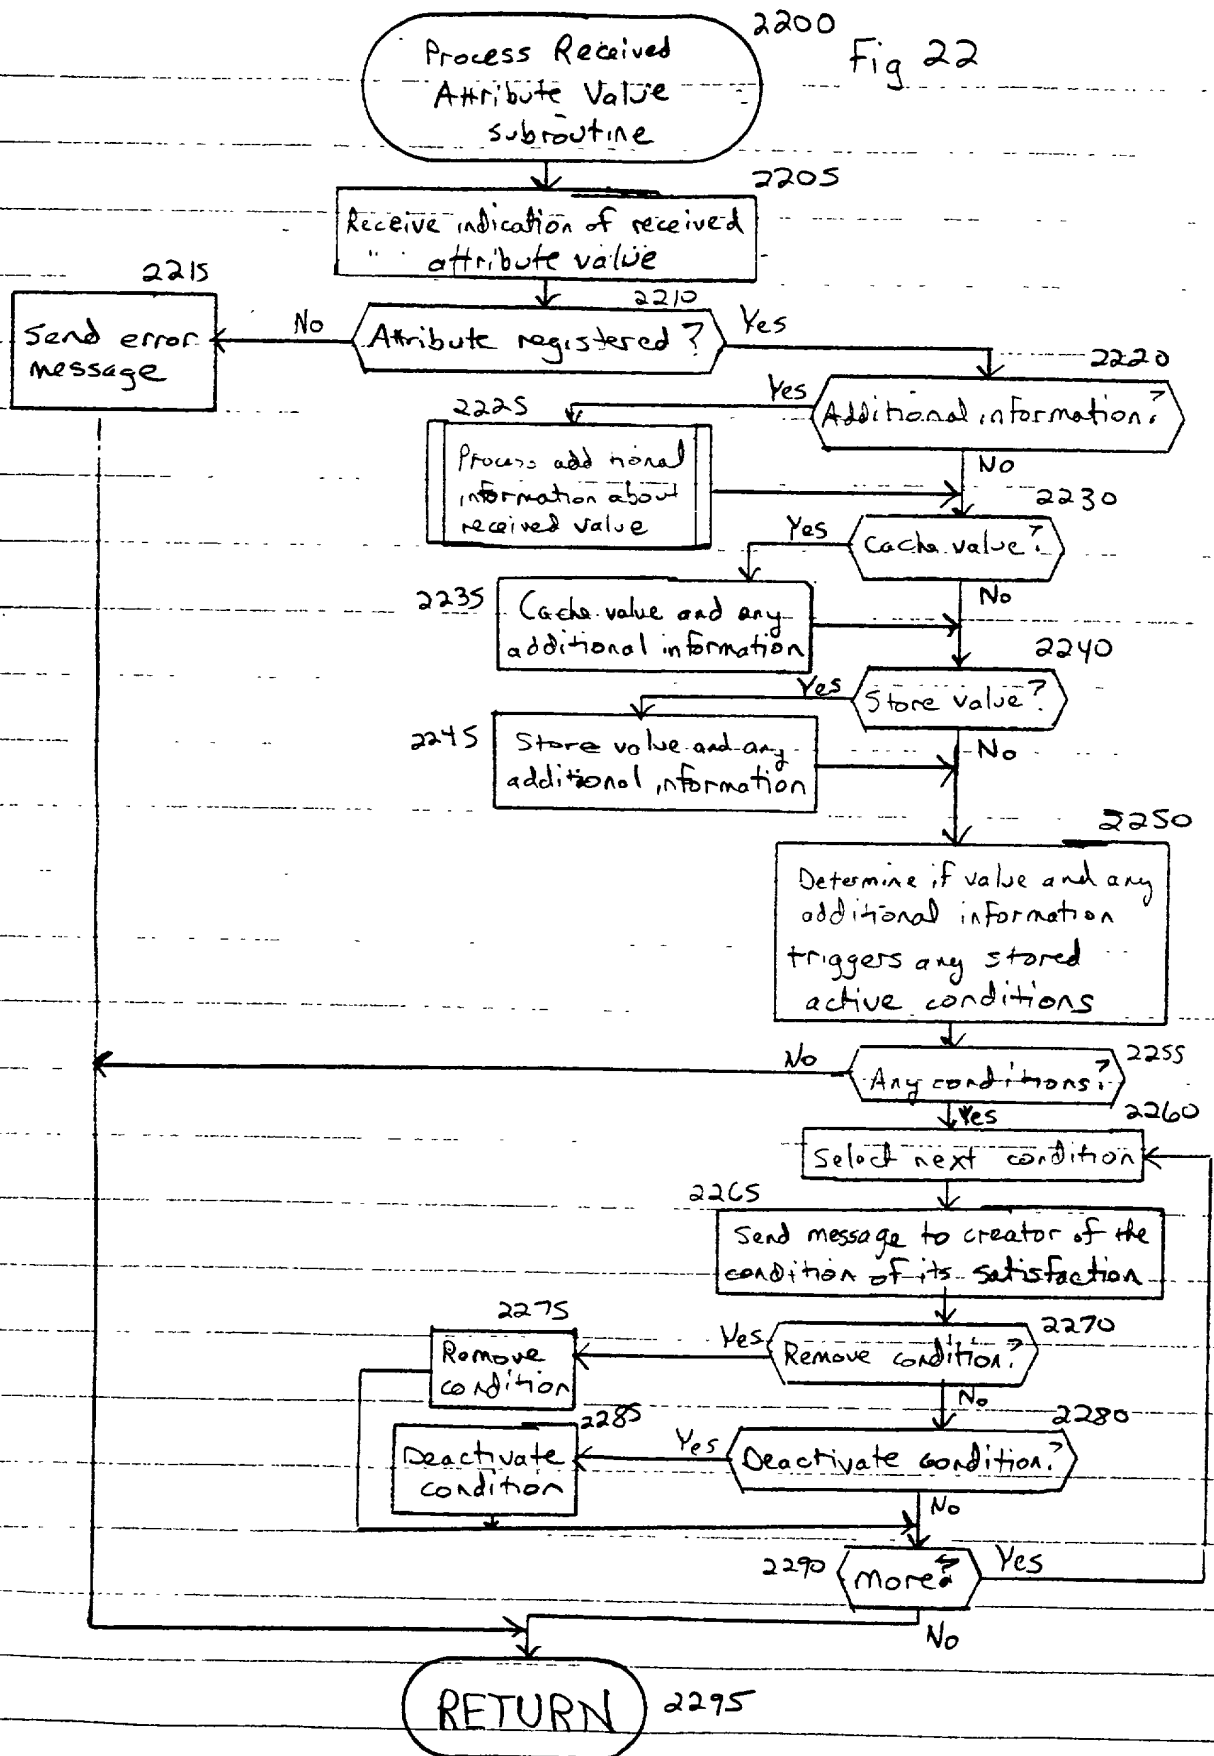 2200
Fig 22
Process Received
Attribute Value
subroutine
2205
Receive indication of received
attribute value
2215
2210
Send error
message
No
Attribute registered?
Yes
2220
Yes
Additional information?
2225
Process additional
information about
received value
No
2230
Yes
Cache value?
2235
Cache value and any
additional information
No
2240
Yes
Store value?
2245
Store value and any
additional information
No
2250
Determine if value and any
additional information
triggers any stored
active conditions
No
Any conditions?
2255
Yes
2260
Select next condition
2265
Send message to creator of the
condition of its satisfaction
2275
2270
Remove
condition
Yes
Remove condition?
No
2285
2280
Deactivate
condition
Yes
Deactivate condition?
No
2290
More?
Yes
No
RETURN
2295